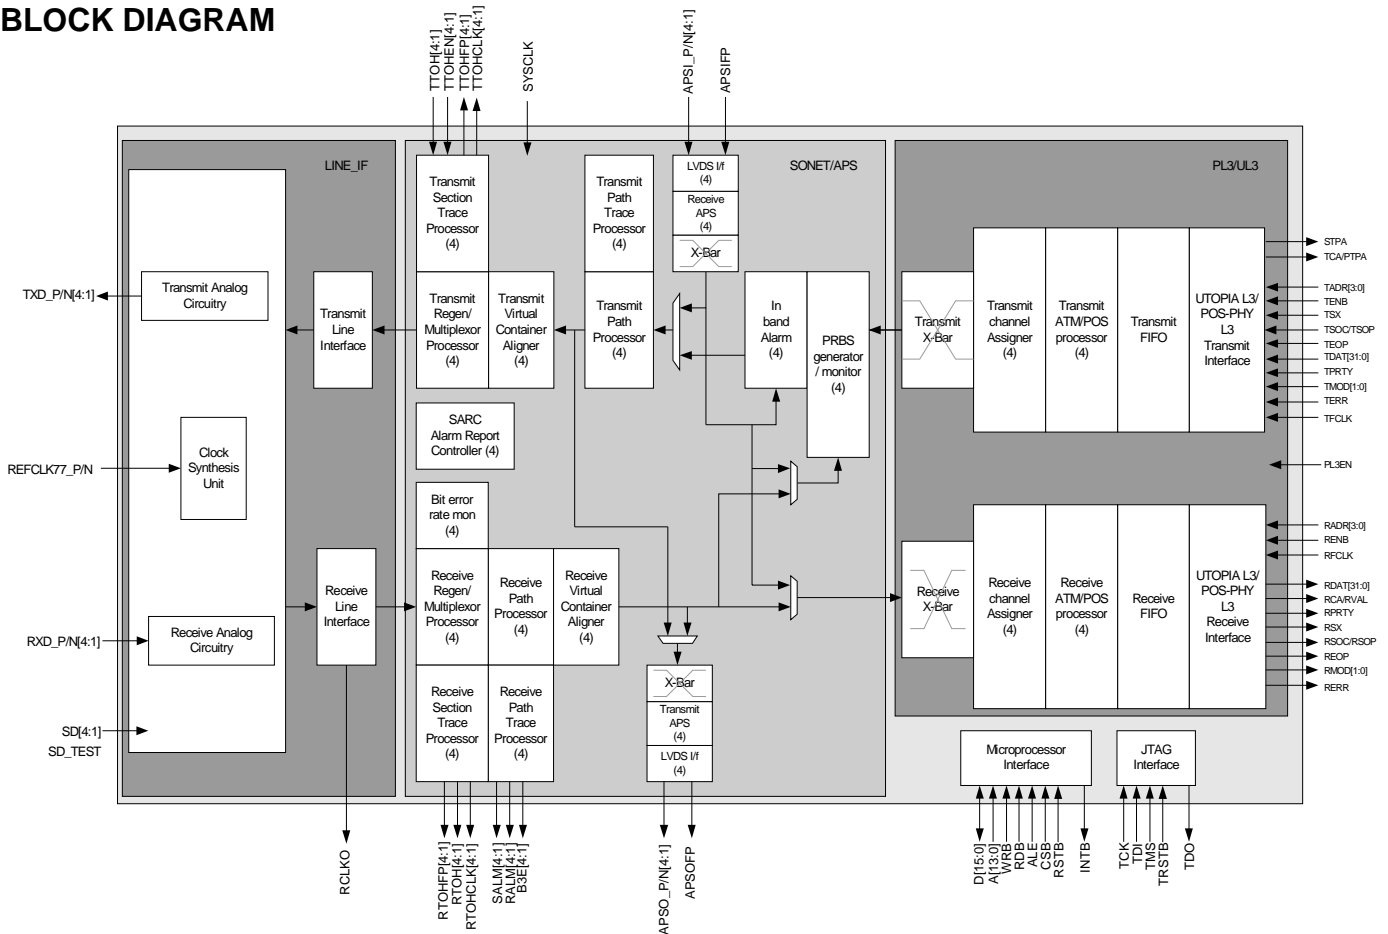 BLOCK DIAGRAM
TTOH[4:1]
TTOHEN[4:1]
TTOHFP[4:1]
TTOHCLK[4:1]
SYSCLK
APSI_P/N[4:1]
APSIFP
LINE_IF
SONET/APS
PL3/UL3
Transmit
Section
Trace
Processor
(4)
Transmit
Path
Trace
Processor
(4)
LVDS I/f
(4)
Receive
APS
(4)
X-Bar
TXD_P/N[4:1]
Transmit Analog
Circuitry
Transmit
Line
Interface
Transmit
Regen/
Multiplexor
Processor
(4)
Transmit
Virtual
Container
Aligner
(4)
Transmit
Path
Processor
(4)
In
band
Alarm
(4)
PRBS
generator
/ monitor
(4)
Transmit
X-Bar
Transmit
channel
Assigner
(4)
Transmit
ATM/POS
processor
(4)
Transmit
FIFO
UTOPIA L3/
POS-PHY
L3
Transmit
Interface
STPA
TCA/PTPA
TADR[3:0]
TENB
TSX
TSOC/TSOP
TEOP
TDAT[31:0]
TPRTY
TMOD[1:0]
TERR
TFCLK
PL3EN
REFCLK77_P/N
Clock
Synthesis
Unit
SARC
Alarm Report
Controller (4)
Bit error
rate mon
(4)
RXD_P/N[4:1]
Receive Analog
Circuitry
Receive
Line
Interface
Receive
Regen/
Multiplexor
Processor
(4)
Receive
Path
Processor
(4)
Receive
Virtual
Container
Aligner
(4)
Receive
X-Bar
Receive
channel
Assigner
(4)
Receive
ATM/POS
processor
(4)
Receive
FIFO
UTOPIA L3/
POS-PHY
L3
Receive
Interface
RADR[3:0]
RENB
RFCLK
RDAT[31:0]
RCA/RVAL
RPRTY
RSX
RSOC/RSOP
REOP
RMOD[1:0]
RERR
SD[4:1]
SD_TEST
Receive
Section
Trace
Processor
(4)
Receive
Path
Trace
Processor
(4)
X-Bar
Transmit
APS
(4)
LVDS I/f
(4)
Microprocessor
Interface
JTAG
Interface
RCLKO
RTOHFP[4:1]
RTOH[4:1]
RTOHCLK[4:1]
SALM[4:1]
RALM[4:1]
B3E[4:1]
APSO_P/N[4:1]
APSOFP
D[15:0]
A[13:0]
WRB
RDB
ALE
CSB
RSTB
INTB
TCK
TDI
TMS
TRSTB
TDO